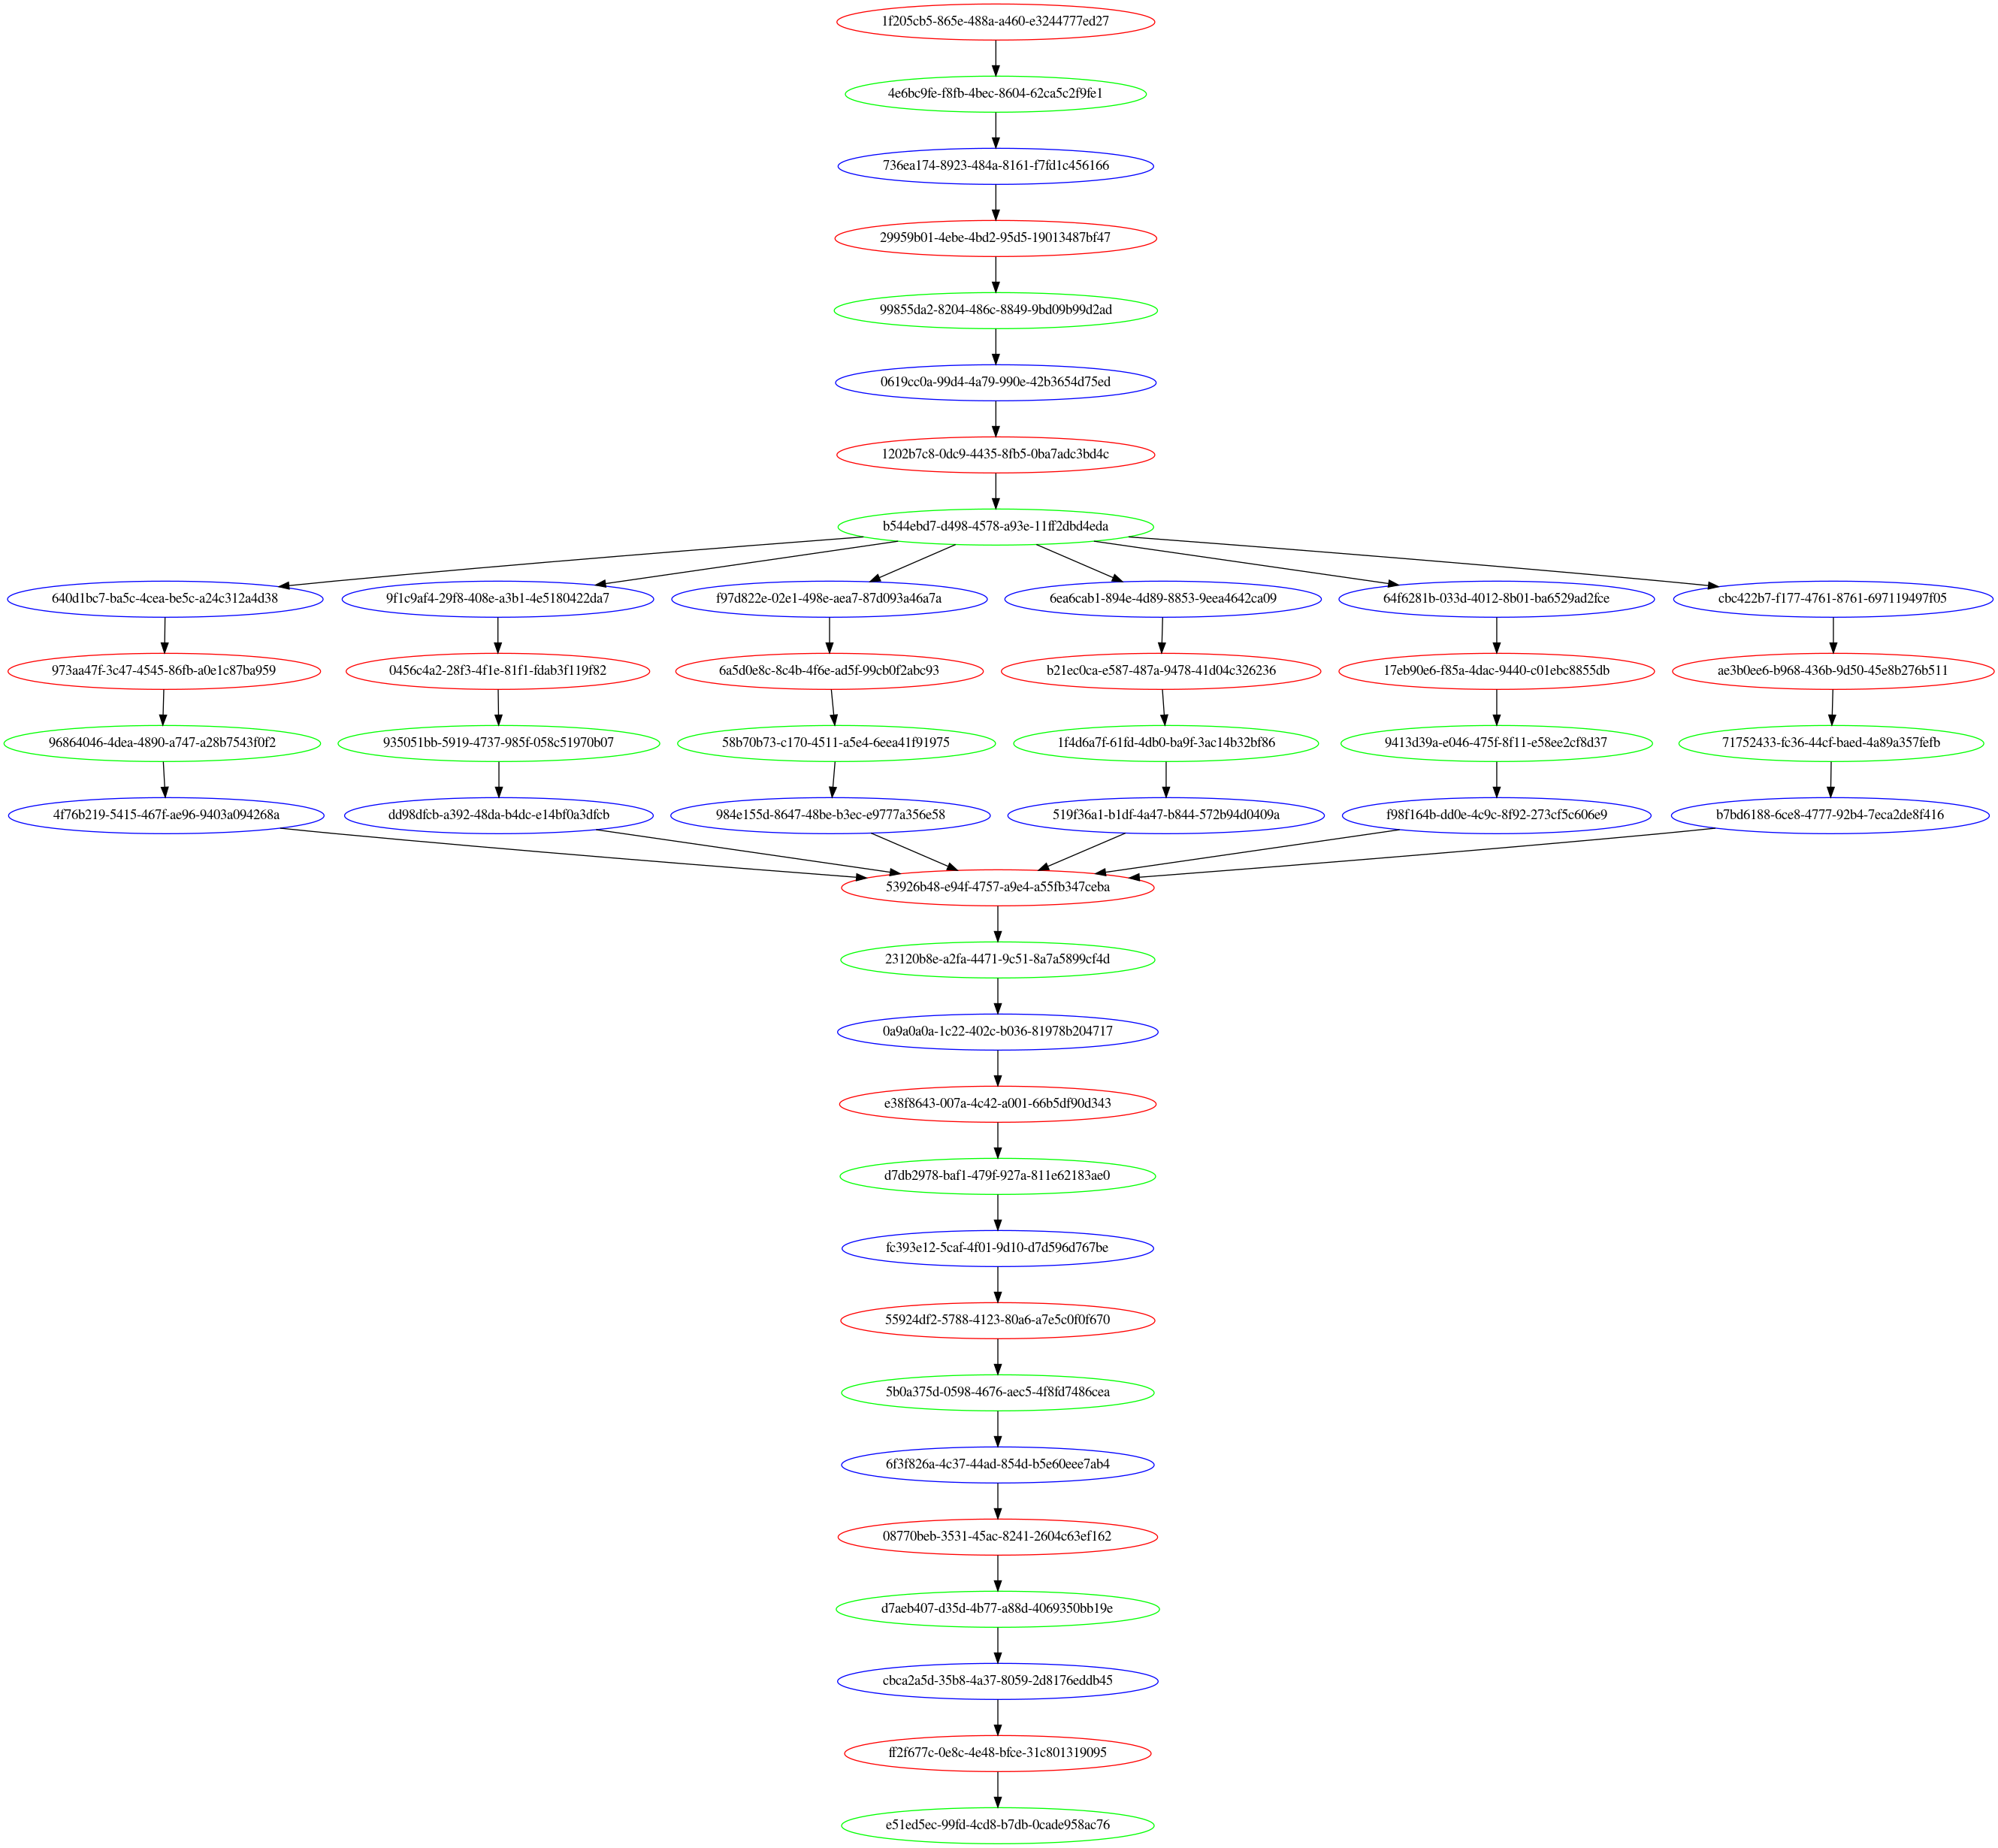 1f205cb5-865e-488a-a460-e3244777ed27
4e6bc9fe-f8fb-4bec-8604-62ca5c2f9fe1
736ea174-8923-484a-8161-f7fd1c456166
29959b01-4ebe-4bd2-95d5-19013487bf47
99855da2-8204-486c-8849-9bd09b99d2ad
0619cc0a-99d4-4a79-990e-42b3654d75ed
1202b7c8-0dc9-4435-8fb5-0ba7adc3bd4c
b544ebd7-d498-4578-a93e-11ff2dbd4eda
640d1bc7-ba5c-4cea-be5c-a24c312a4d38
9f1c9af4-29f8-408e-a3b1-4e5180422da7
f97d822e-02e1-498e-aea7-87d093a46a7a
6ea6cab1-894e-4d89-8853-9eea4642ca09
64f6281b-033d-4012-8b01-ba6529ad2fce
cbc422b7-f177-4761-8761-697119497f05
973aa47f-3c47-4545-86fb-a0e1c87ba959
0456c4a2-28f3-4f1e-81f1-fdab3f119f82
6a5d0e8c-8c4b-4f6e-ad5f-99cb0f2abc93
b21ec0ca-e587-487a-9478-41d04c326236
17eb90e6-f85a-4dac-9440-c01ebc8855db
ae3b0ee6-b968-436b-9d50-45e8b276b511
96864046-4dea-4890-a747-a28b7543f0f2
935051bb-5919-4737-985f-058c51970b07
58b70b73-c170-4511-a5e4-6eea41f91975
1f4d6a7f-61fd-4db0-ba9f-3ac14b32bf86
9413d39a-e046-475f-8f11-e58ee2cf8d37
71752433-fc36-44cf-baed-4a89a357fefb
4f76b219-5415-467f-ae96-9403a094268a
dd98dfcb-a392-48da-b4dc-e14bf0a3dfcb
984e155d-8647-48be-b3ec-e9777a356e58
519f36a1-b1df-4a47-b844-572b94d0409a
f98f164b-dd0e-4c9c-8f92-273cf5c606e9
b7bd6188-6ce8-4777-92b4-7eca2de8f416
53926b48-e94f-4757-a9e4-a55fb347ceba
23120b8e-a2fa-4471-9c51-8a7a5899cf4d
0a9a0a0a-1c22-402c-b036-81978b204717
e38f8643-007a-4c42-a001-66b5df90d343
d7db2978-baf1-479f-927a-811e62183ae0
fc393e12-5caf-4f01-9d10-d7d596d767be
55924df2-5788-4123-80a6-a7e5c0f0f670
5b0a375d-0598-4676-aec5-4f8fd7486cea
6f3f826a-4c37-44ad-854d-b5e60eee7ab4
08770beb-3531-45ac-8241-2604c63ef162
d7aeb407-d35d-4b77-a88d-4069350bb19e
cbca2a5d-35b8-4a37-8059-2d8176eddb45
ff2f677c-0e8c-4e48-bfce-31c801319095
e51ed5ec-99fd-4cd8-b7db-0cade958ac76